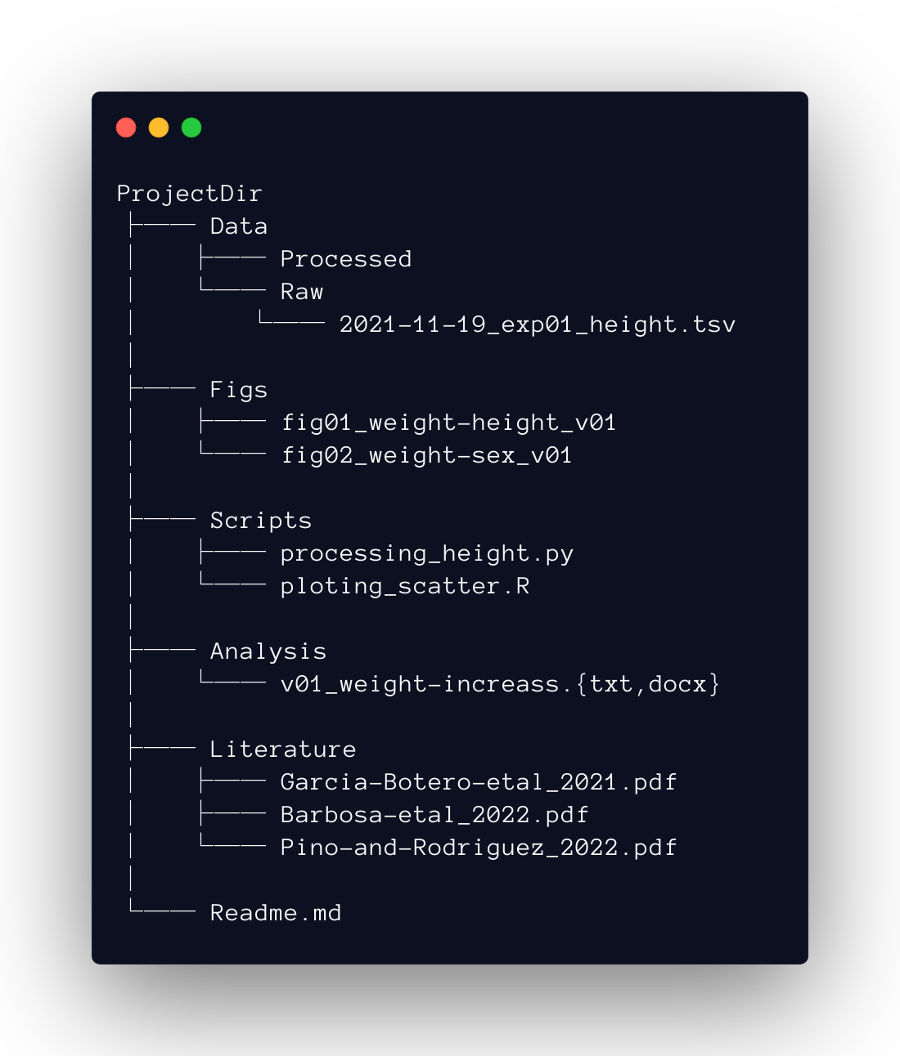 ProjectDir
├──── Data
│     ├──── Processed
│     └──── Raw
│          └──── 2021-11-19_exp01_height.tsv
│
├──── Figs
│     ├──── fig01_weight-height_v01
│     └──── fig02_weight-sex_v01
│
├──── Scripts
│     ├──── processing_height.py
│     └──── ploting_scatter.R
│
├──── Analysis
│     └──── v01_weight-increass.{txt,docx}
│
├──── Literature
│     ├──── Garcia-Botero-etal_2021.pdf
│     ├──── Barbosa-etal_2022.pdf
│     └──── Pino-and-Rodriguez_2022.pdf
│
└──── Readme.md